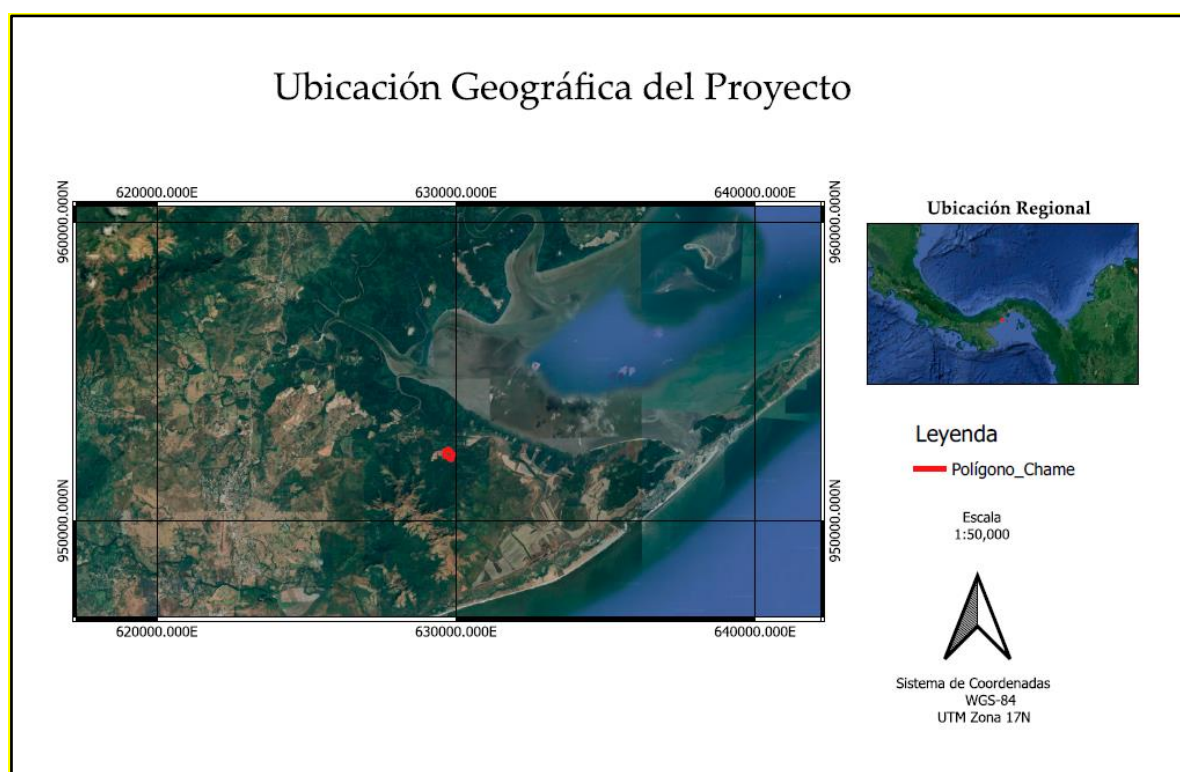 Ubicación Geográfica del Proyecto
620000.000E
630000.000E
640000.000E
960000.000N
960000.000N
950000.000N
950000.000N
620000.000E
630000.000E
640000.000E
Ubicación Regional
Leyenda
Polígono_Chame
Escala
1:50,000
Sistema de Coordenadas
WGS-84
UTM Zona 17N